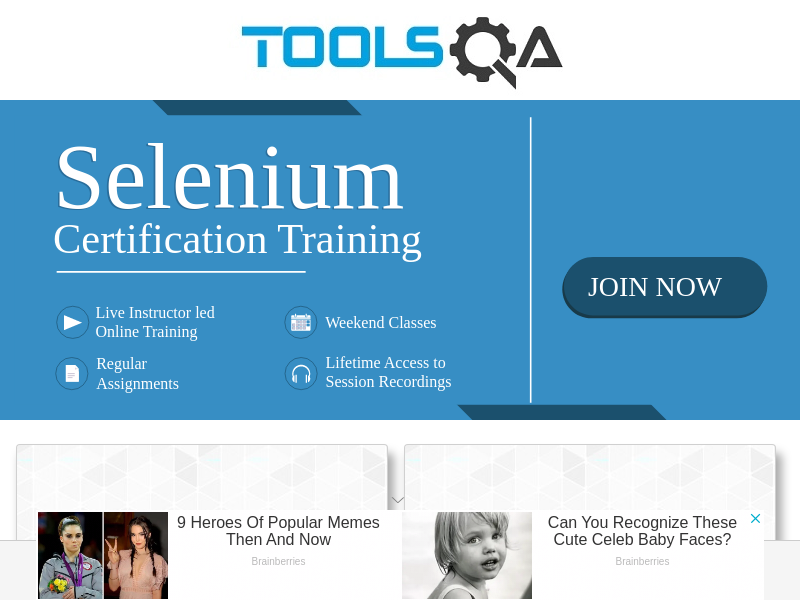 TOOLSQA
Selenium
Certification Training
JOIN NOW
Live Instructor led
Online Training
Weekend Classes
Regular
Assignments
Lifetime Access to
Session Recordings
9 Heroes Of Popular Memes
Then And Now
Brainberries
Can You Recognize These
Cute Celeb Baby Faces?
Brainberries